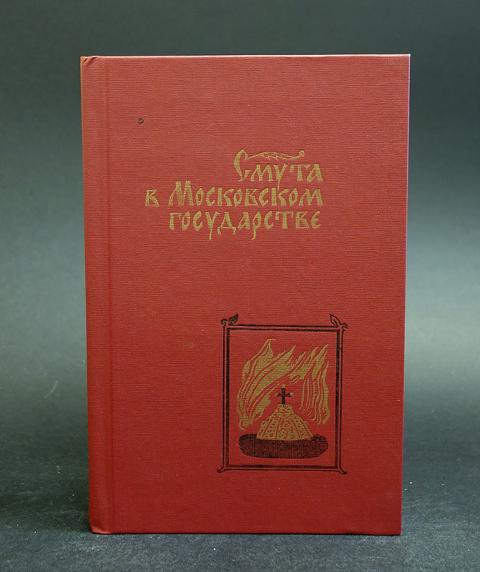 Смута
в Московском
государстве